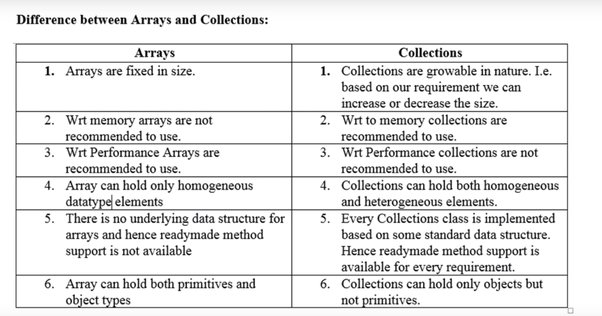 Difference between Arrays and Collections:
Arrays
Collections
1. Arrays are fixed in size.
1. Collections are growable in nature. I.e.
based on our requirement we can
increase or decrease the size.
2. Wrt memory arrays are not
recommended to use.
2. Wrt to memory collections are
recommended to use.
3. Wrt Performance Arrays are
recommended to use.
3. Wrt Performance collections are not
recommended to use.
4. Array can hold only homogeneous
datatype elements
4. Collections can hold both homogeneous
and heterogeneous elements.
5. There is no underlying data structure for
arrays and hence readymade method
support is not available
5. Every Collections class is implemented
based on some standard data structure.
Hence readymade method support is
available for every requirement.
6. Array can hold both primitives and
object types
6. Collections can hold only objects but
not primitives.